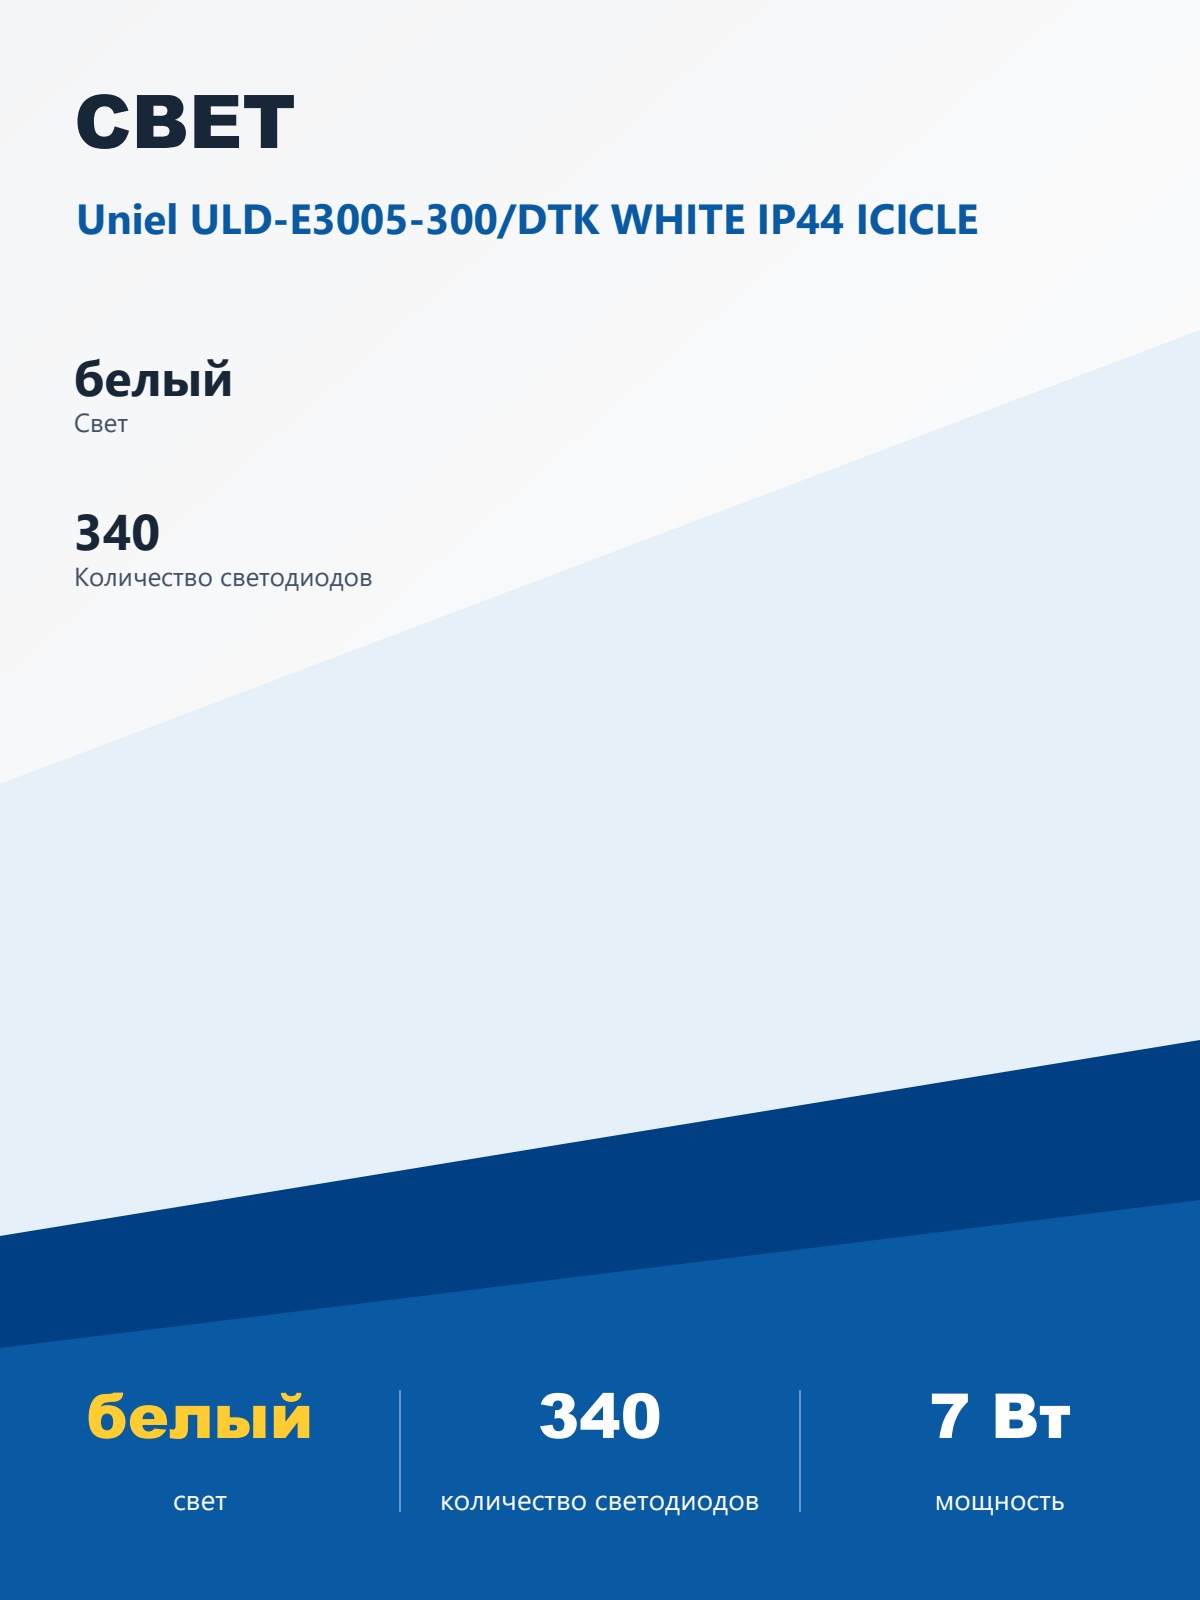 СВЕТ
Uniel ULD-E3005-300/DTK WHITE IP44 ICICLE
белый
Свет
340
Количество светодиодов
белый
свет
340
количество светодиодов
7 Вт
мощность